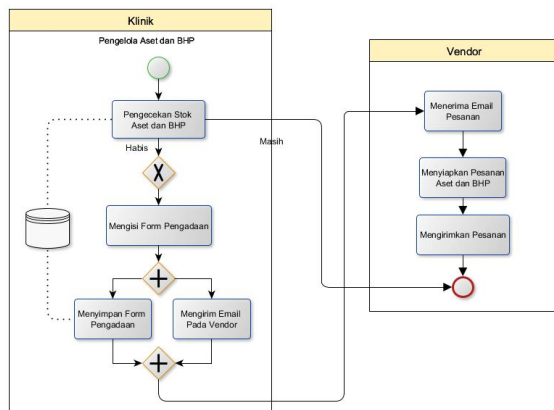 Klinik
Pengelola Aset dan BHP
Pengecekan Stok
Aset dan BHP
Habis
Masih
Mengisi Form Pengadaan
Menyimpan Form
Pengadaan
Mengirim Email
Pada Vendor
Vendor
Menerima Email
Pesanan
Menyiapkan Pesanan
Aset dan BHP
Mengirimkan Pesanan